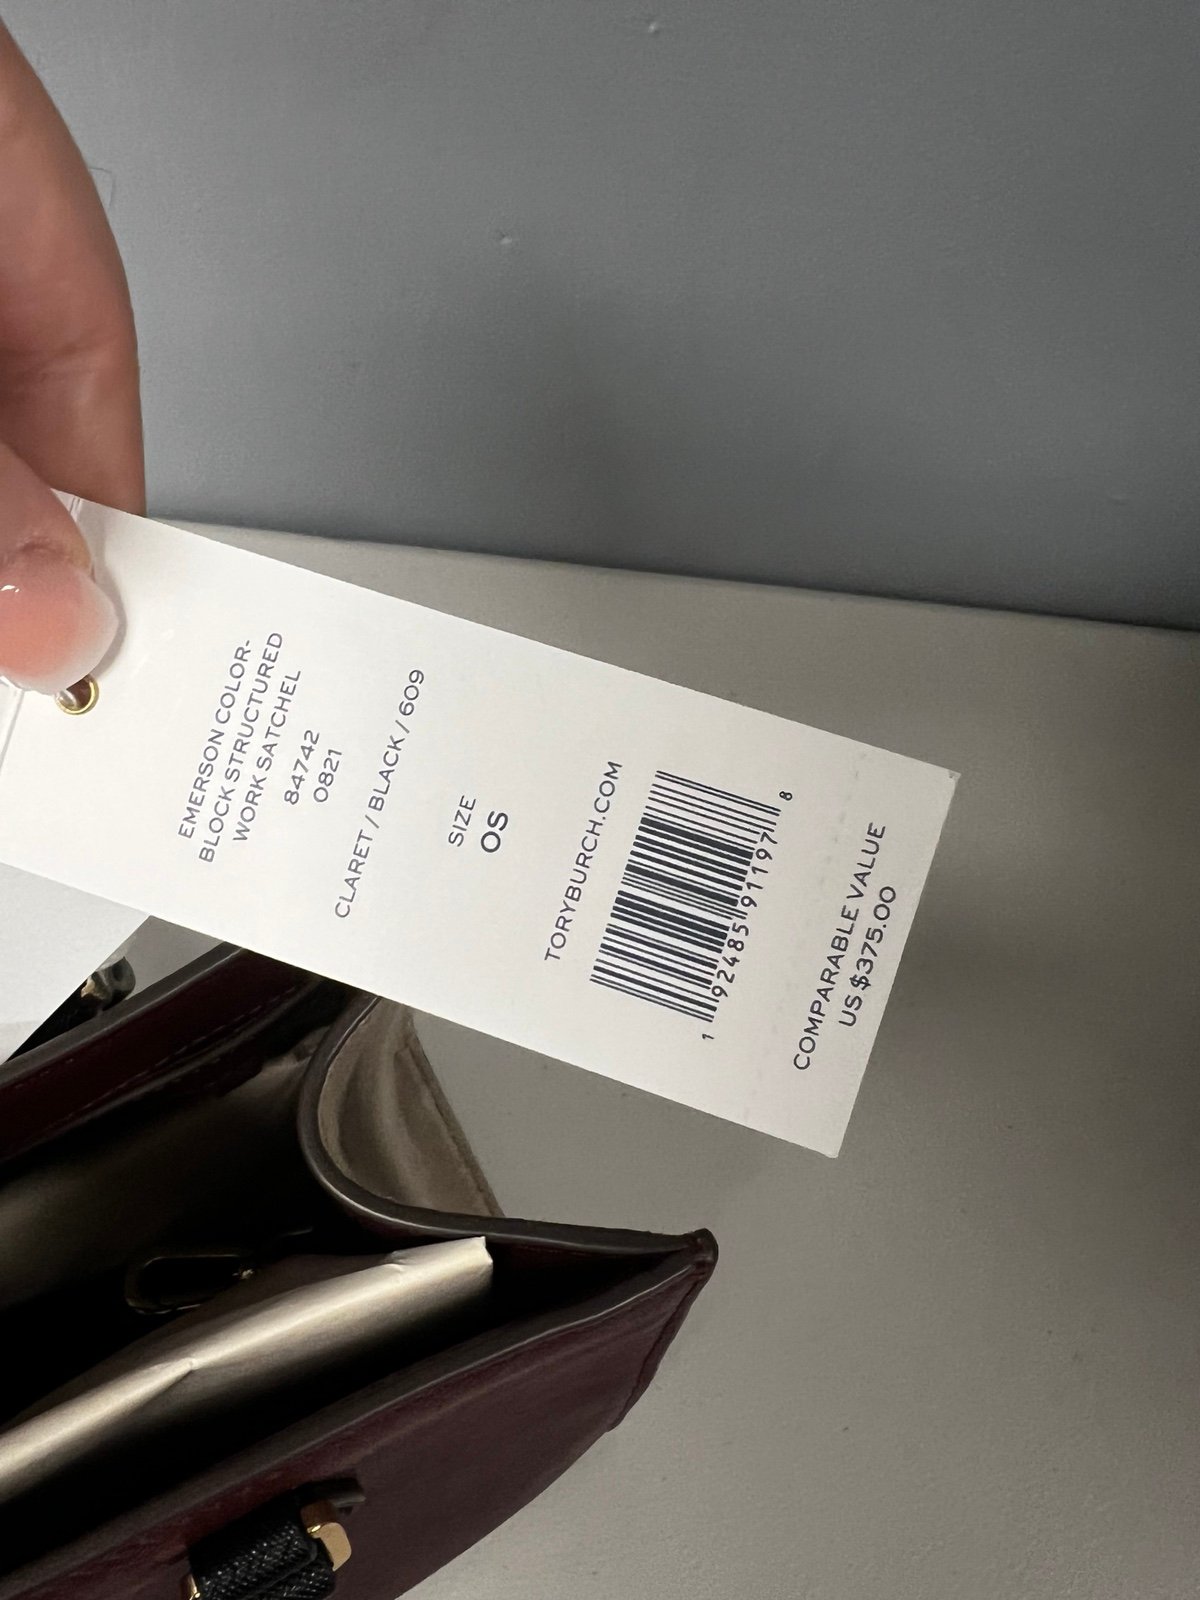 EMERSON COLOR-
BLOCK STRUCTURED
WORK SATCHEL
84742
0821
CLARET / BLACK / 609
SIZE
OS
TORYBURCH.COM
1 92485 91197 8
COMPARABLE VALUE
US $375.00